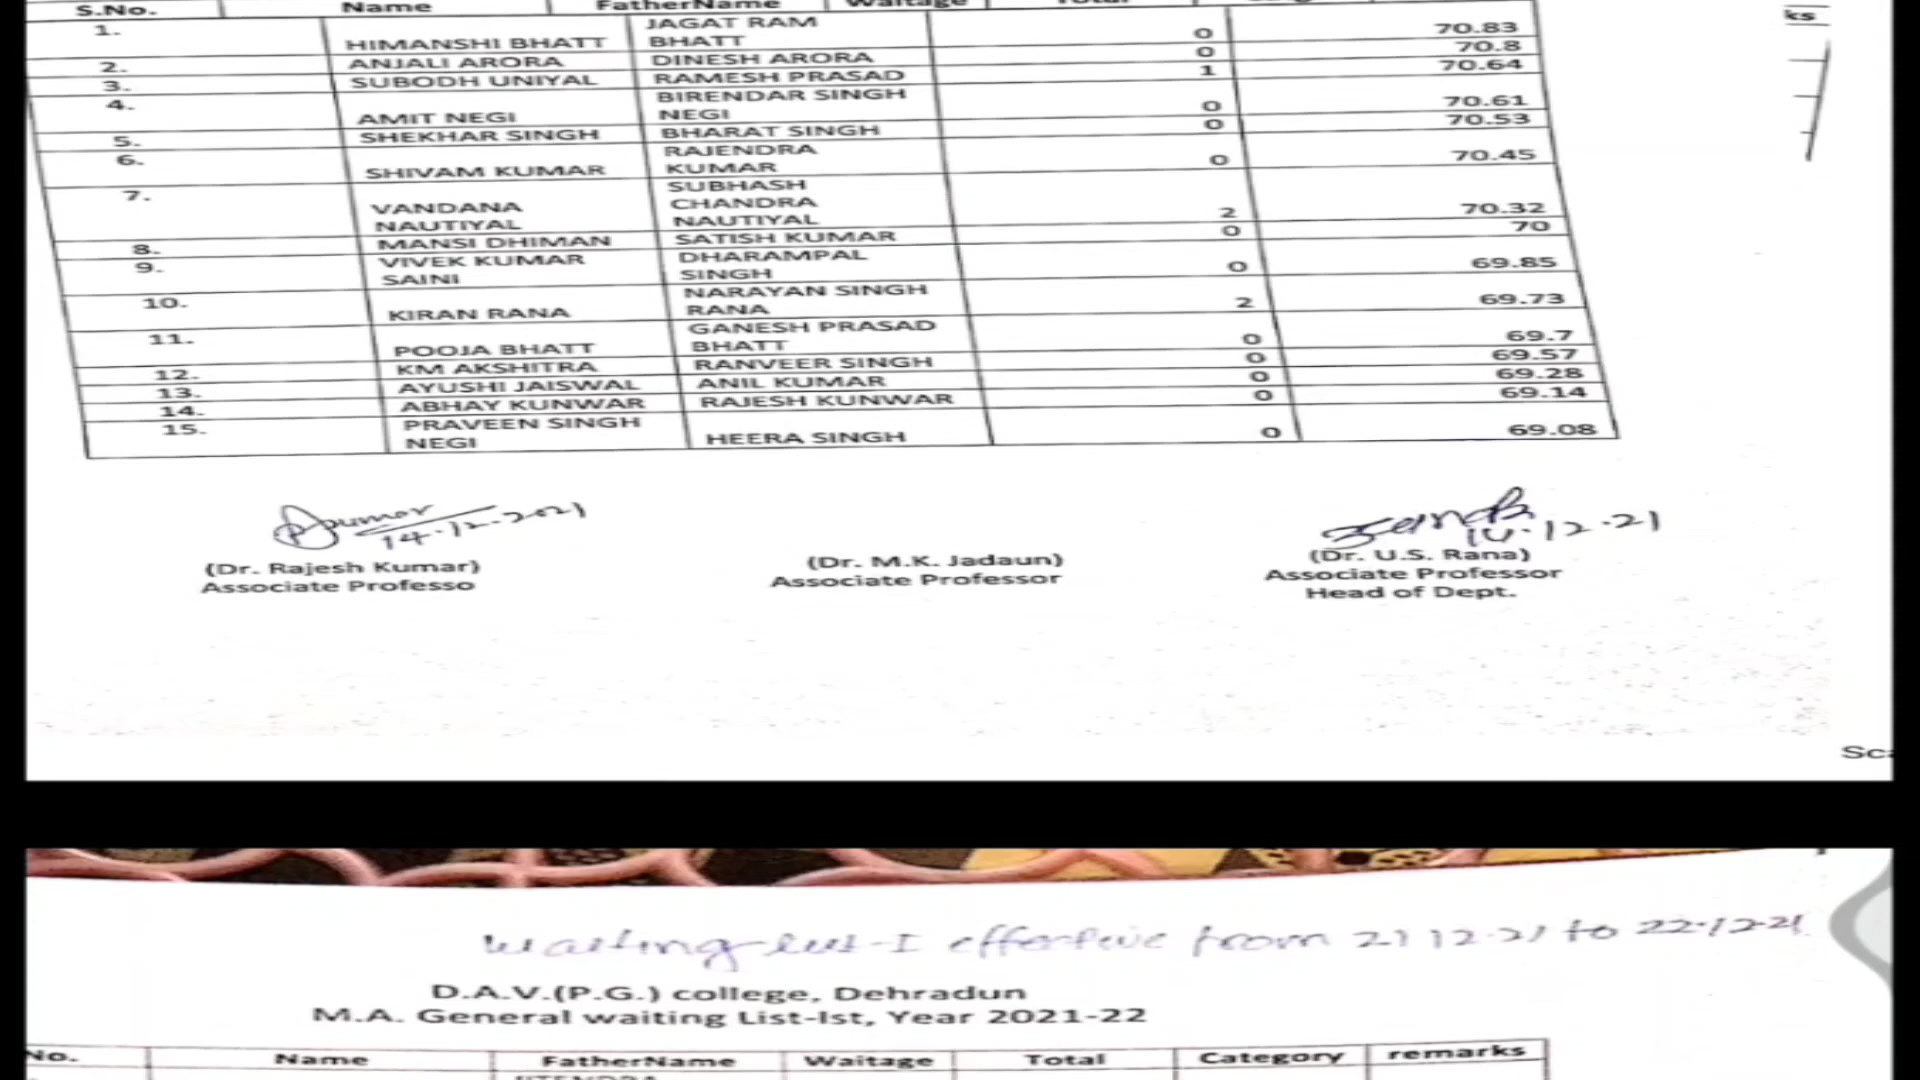 S.No. Name FatherName Waitage Total
ks
1. HIMANSHI BHATT JAGAT RAM BHATT 0 70.83
2. ANJALI ARORA DINESH ARORA 0 70.8
3. SUBODH UNIYAL RAMESH PRASAD 1 70.64
4. AMIT NEGI BIRENDAR SINGH NEGI 0 70.61
5. SHEKHAR SINGH BHARAT SINGH 0 70.53
6. SHIVAM KUMAR RAJENDRA KUMAR 0 70.45
7. VANDANA NAUTIYAL SUBHASH CHANDRA NAUTIYAL 2 70.32
8. MANSI DHIMAN SATISH KUMAR 0 70
9. VIVEK KUMAR SAINI DHARAMPAL SINGH 0 69.85
10. KIRAN RANA NARAYAN SINGH RANA 2 69.73
11. POOJA BHATT GANESH PRASAD BHATT 0 69.7
12. KM AKSHITRA RANVEER SINGH 0 69.57
13. AYUSHI JAISWAL ANIL KUMAR 0 69.28
14. ABHAY KUNWAR RAJESH KUNWAR 0 69.14
15. PRAVEEN SINGH NEGI HEERA SINGH 0 69.08
14.12.2021
14.12.21
(Dr. Rajesh Kumar) (Dr. M.K. Jadaun) (Dr. U.S. Rana)
Associate Professo Associate Professor Associate Professor
Head of Dept.
Sca
Waiting list-I effective from 21 12.21 to 22.12.21
D.A.V.(P.G.) college, Dehradun
M.A. General waiting List-Ist, Year 2021-22
No. Name FatherName Waitage Total Category remarks